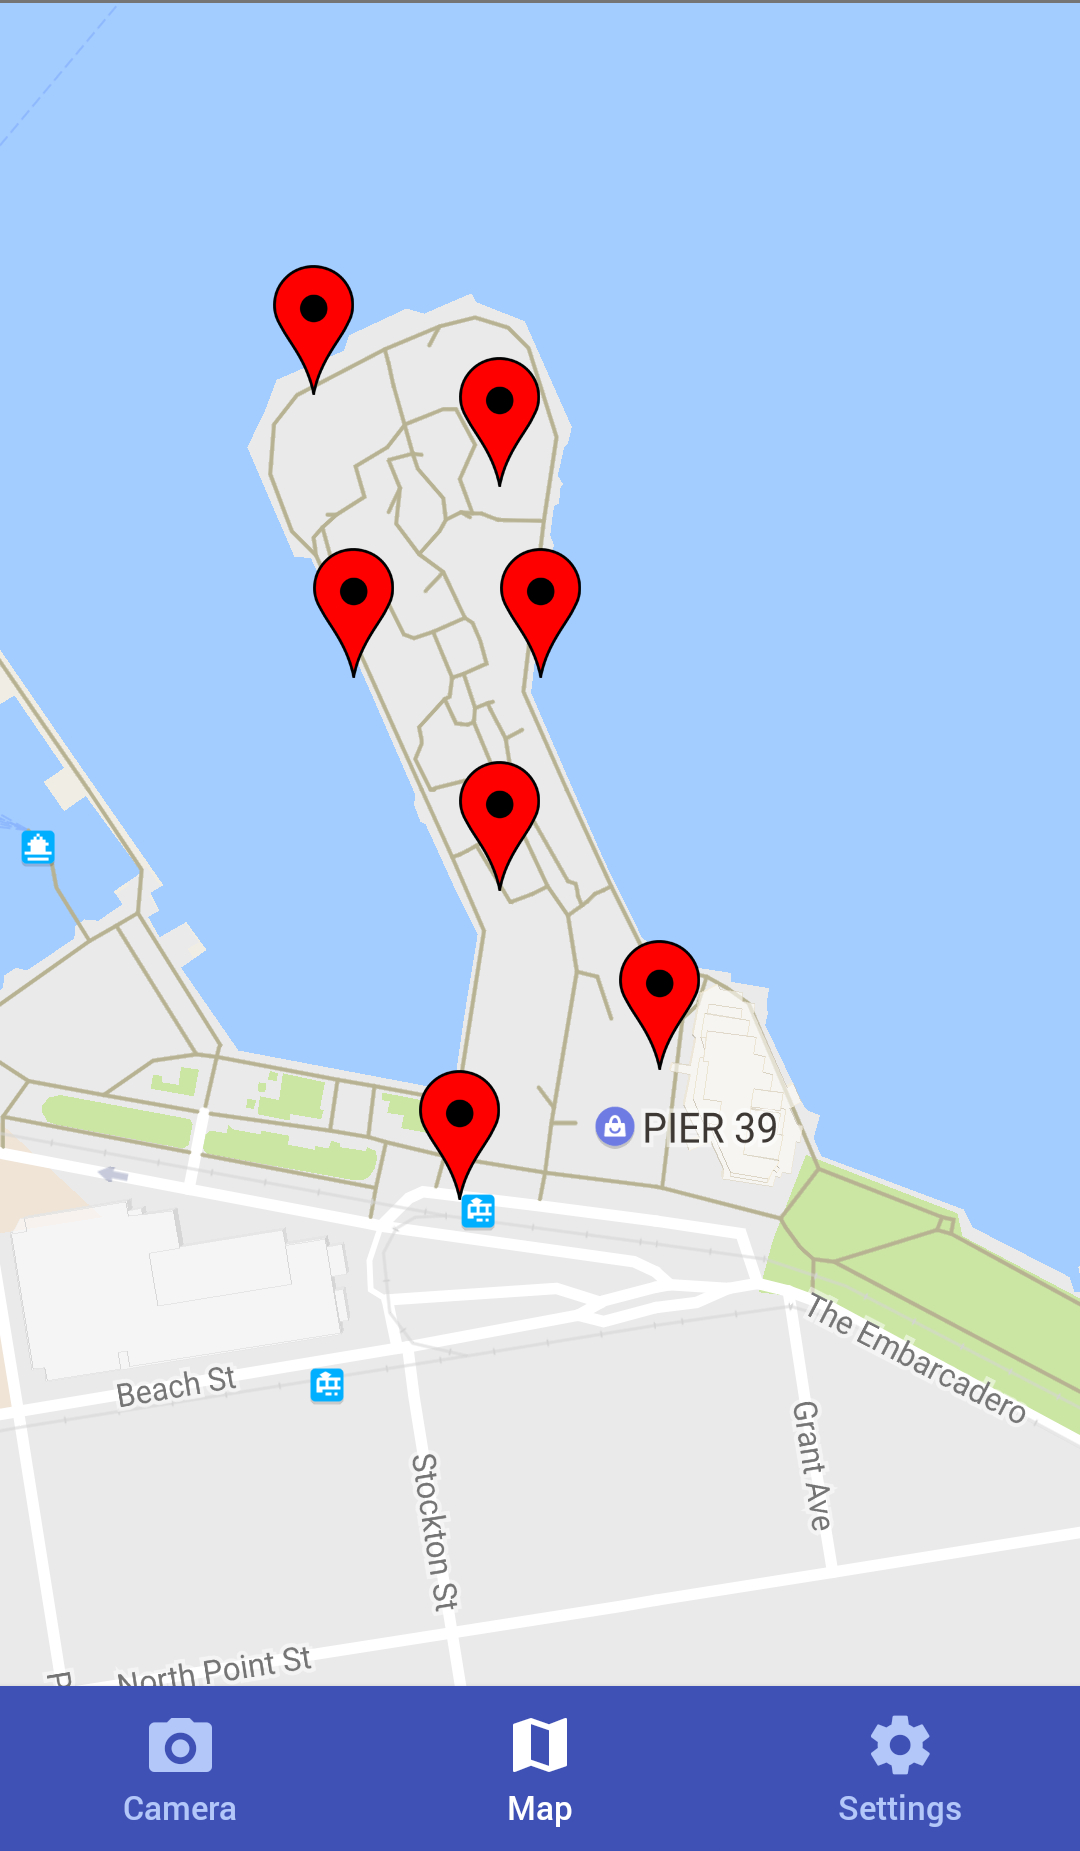 PIER 39
The Embarcadero
Beach St
Grant Ave
Stockton St
North Point St
Camera
Map
Settings